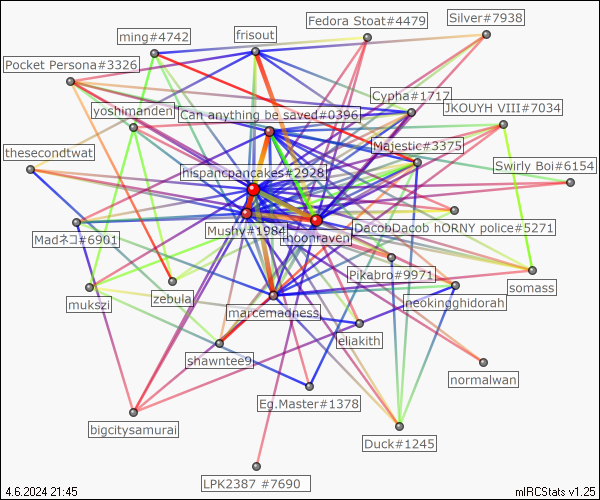 Fedora Stoat#4479
Silver#7938
ming#4742
frisout
Pocket Persona#3326
Cypha#1717
yoshimanden
Can anything be saved#0396
JKOUYH VIII#7034
thesecondtwat
Majestic#3375
Swirly Boi#6154
hispancpancakes#2928
Mushy#1984
moonraven
DacobDacob hORNY police#5271
Madネコ#6901
Pikabro#9971
somass
mukszi
zebula
marcemadness
neokingghidorah
eliakith
shawntee9
normalwan
Eg.Master#1378
bigcitysamurai
Duck#1245
LPK2387 #7690
4.6.2024 21:45
mIRCStats v1.25